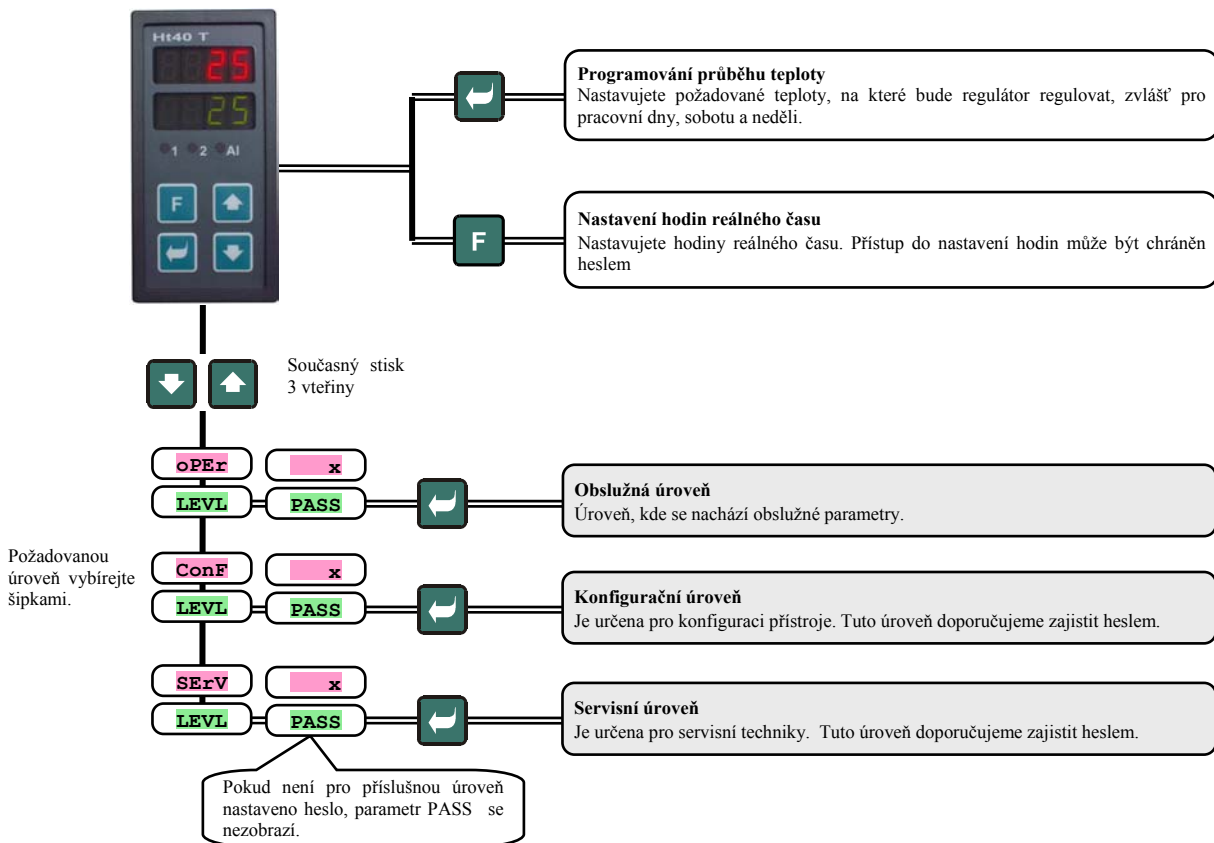 Ht40 T
25
25
1 2 Al
F
Programování průběhu teploty
Nastavujete požadované teploty, na které bude regulátor regulovat, zvlášť pro
pracovní dny, sobotu a neděli.
F
Nastavení hodin reálného času
Nastavujete hodiny reálného času. Přístup do nastavení hodin může být chráněn
heslem
Současný stisk
3 vteřiny
Požadovanou
úroveň vybírejte
šipkami.
oPEr x
LEVL PASS
Obslužná úroveň
Úroveň, kde se nachází obslužné parametry.
ConF x
LEVL PASS
Konfigurační úroveň
Je určena pro konfiguraci přístroje. Tuto úroveň doporučujeme zajistit heslem.
SErV x
LEVL PASS
Servisní úroveň
Je určena pro servisní techniky. Tuto úroveň doporučujeme zajistit heslem.
Pokud není pro příslušnou úroveň
nastaveno heslo, parametr PASS se
nezobrazí.